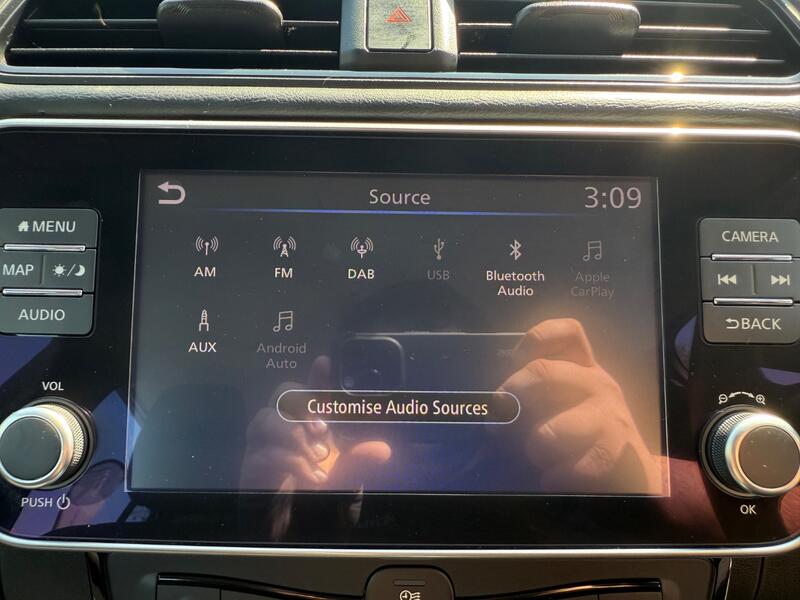 Source
3:09
MENU
MAP
AUDIO
VOL
PUSH
AM
FM
DAB
USB
Bluetooth
Audio
Apple
CarPlay
AUX
Android
Auto
Customise Audio Sources
CAMERA
BACK
OK